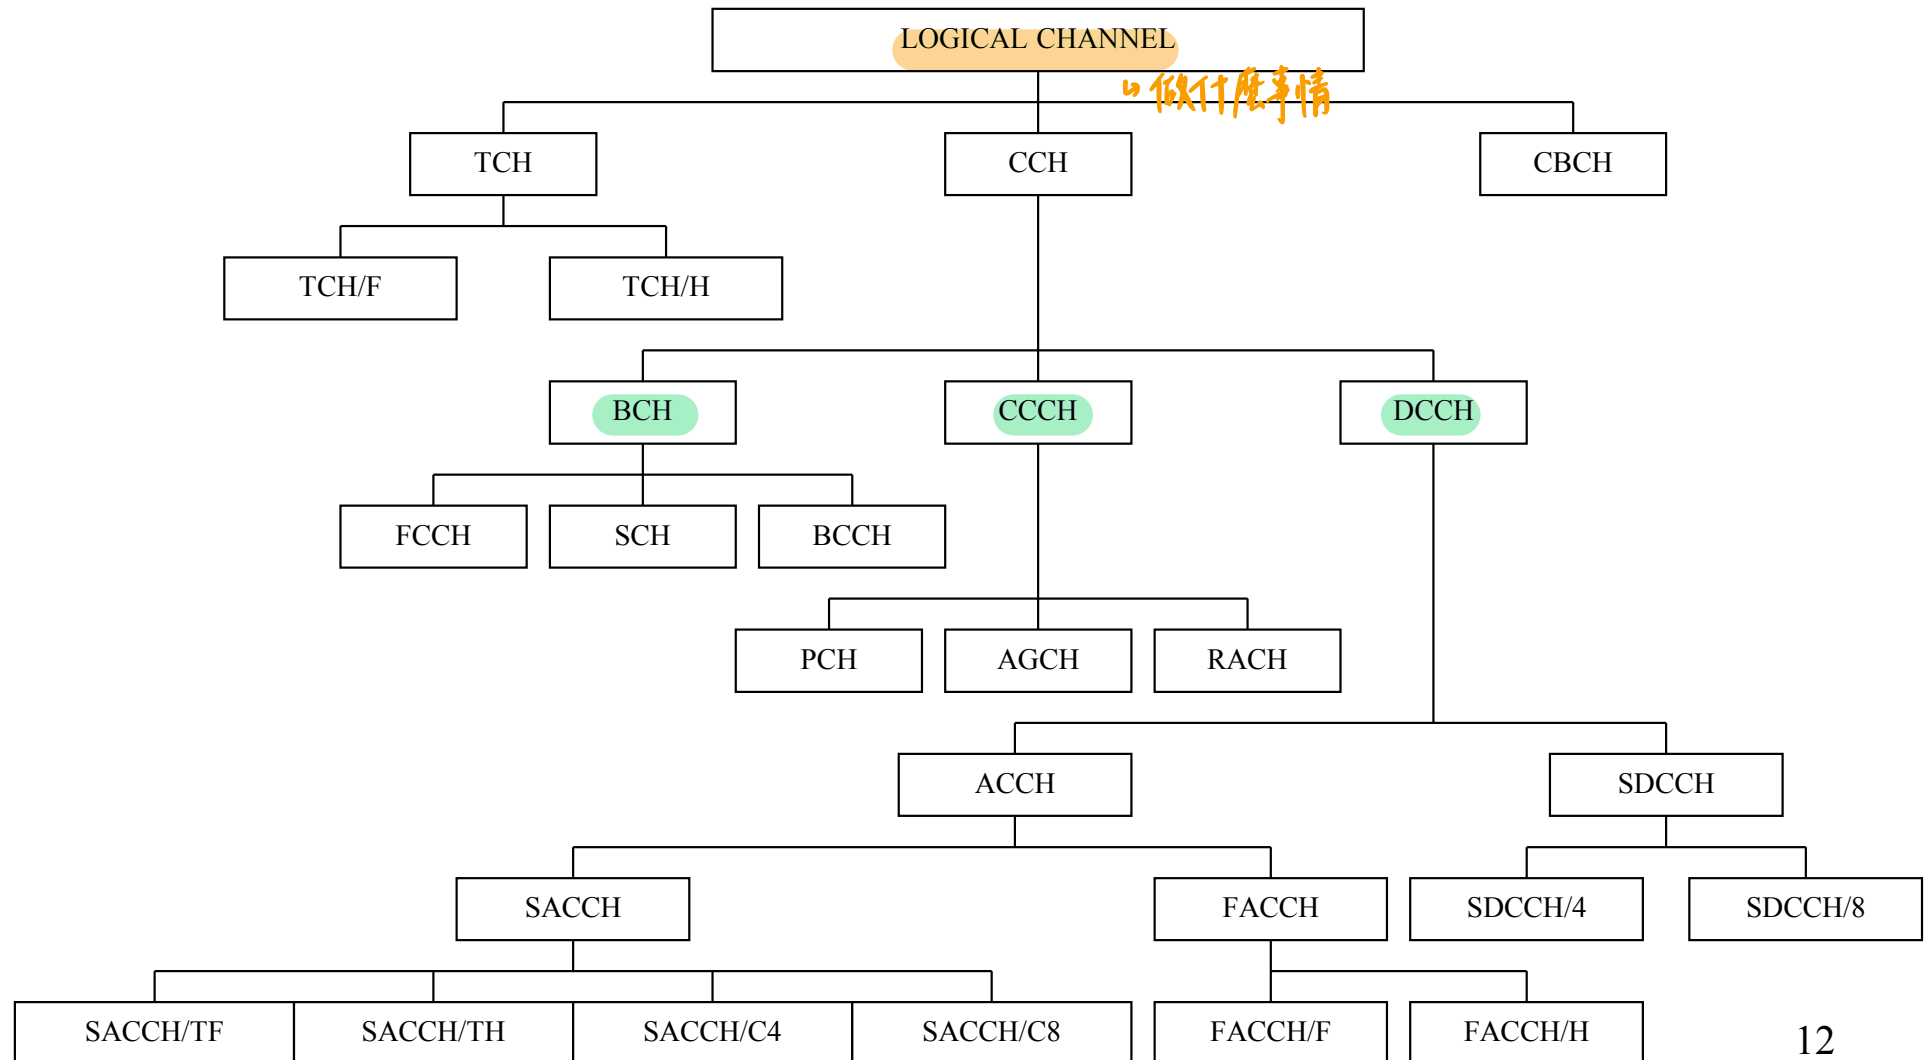 LOGICAL CHANNEL
↳ 做什麼事情
TCH CCH CBCH
TCH/F TCH/H
BCH CCCH DCCH
FCCH SCH BCCH
PCH AGCH RACH
ACCH SDCCH
SACCH FACCH SDCCH/4 SDCCH/8
SACCH/TF SACCH/TH SACCH/C4 SACCH/C8 FACCH/F FACCH/H
12